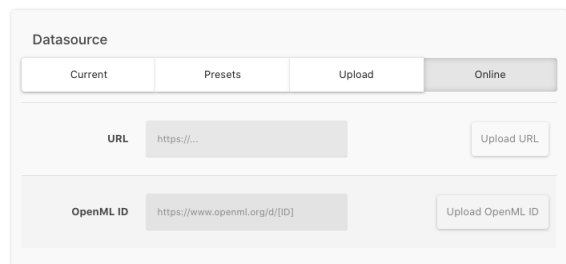 Datasource
Current Presets Upload Online
URL https://... Upload URL
OpenML ID https://www.openml.org/d/[ID] Upload OpenML ID